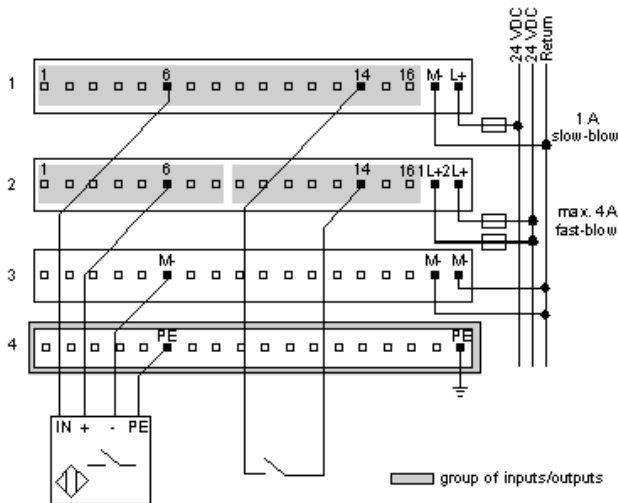 24 VDC
24 VDC
Return
1 1 6 14 16 M- L+
1 A
slow-blow
2 1 6 14 16 1L+ 2L+
max. 4 A
fast-blow
3 M- M- M-
4 PE PE
IN + - PE
group of inputs/outputs